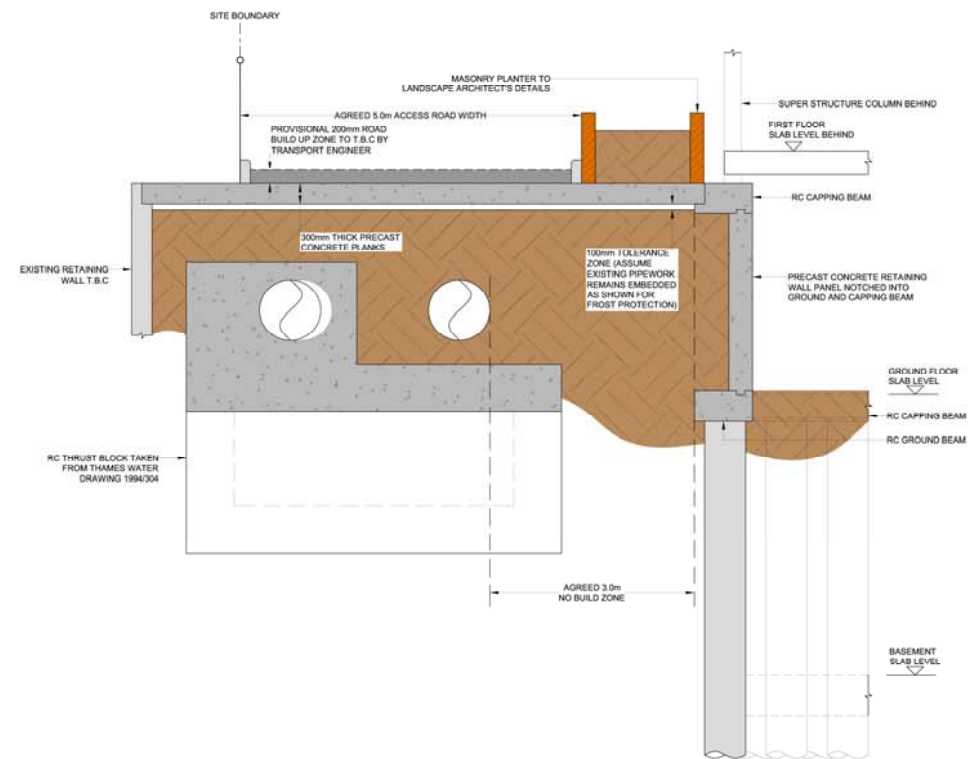 SITE BOUNDARY
MASONRY PLANTER TO
LANDSCAPE ARCHITECT'S DETAILS
SUPER STRUCTURE COLUMN BEHIND
AGREED 5.0m ACCESS ROAD WIDTH
PROVISIONAL 200mm ROAD
BUILD UP ZONE TO T.B.C BY
TRANSPORT ENGINEER
FIRST FLOOR
SLAB LEVEL BEHIND
RC CAPPING BEAM
300mm THICK PRECAST
CONCRETE PLANKS
100mm TOLERANCE
ZONE (ASSUME
EXISTING PIPEWORK
REMAINS EMBEDDED
AS SHOWN FOR
FROST PROTECTION)
EXISTING RETAINING
WALL T.B.C
PRECAST CONCRETE RETAINING
WALL PANEL NOTCHED INTO
GROUND AND CAPPING BEAM
GROUND FLOOR
SLAB LEVEL
RC CAPPING BEAM
RC GROUND BEAM
RC THRUST BLOCK TAKEN
FROM THAMES WATER
DRAWING 1994/304
AGREED 3.0m
NO BUILD ZONE
BASEMENT
SLAB LEVEL